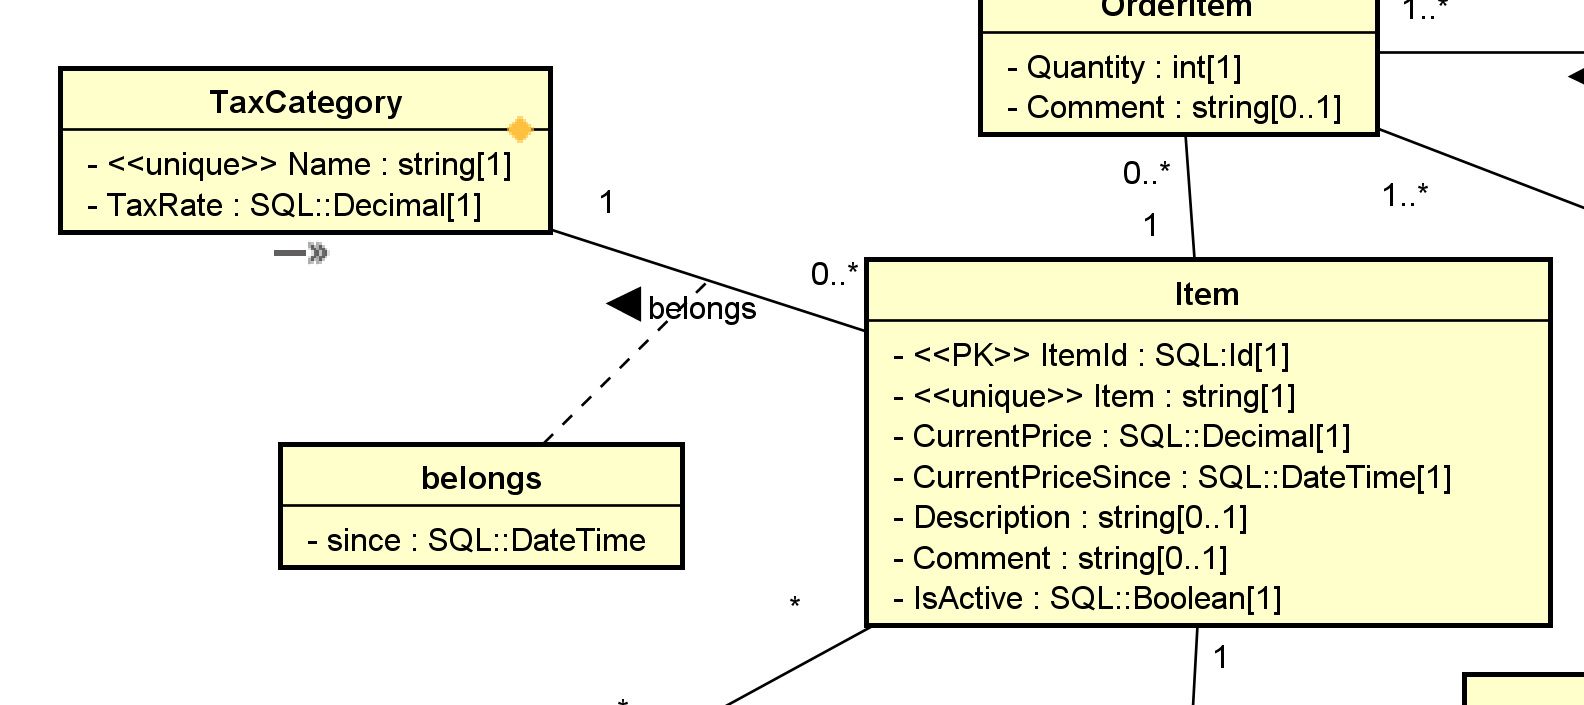 OrderItem
1..*
- Quantity : int[1]
- Comment : string[0..1]
TaxCategory
- <<unique>> Name : string[1]
- TaxRate : SQL::Decimal[1]
1
0..*
1
1..*
0..*
belongs
Item
- <<PK>> ItemId : SQL:Id[1]
- <<unique>> Item : string[1]
- CurrentPrice : SQL::Decimal[1]
- CurrentPriceSince : SQL::DateTime[1]
- Description : string[0..1]
- Comment : string[0..1]
- IsActive : SQL::Boolean[1]
belongs
- since : SQL::DateTime
*
1
*